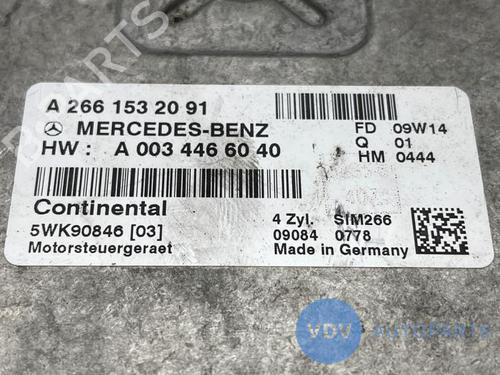 A 266 153 20 91
MERCEDES-BENZ
HW : A 003 446 60 40
FD 09W14
Q 01
HM 0444
Continental
5WK90846 [03]
Motorsteuergeraet
4 Zyl. SIM266
09084 0778
Made in Germany
VDV AUTOPARTS